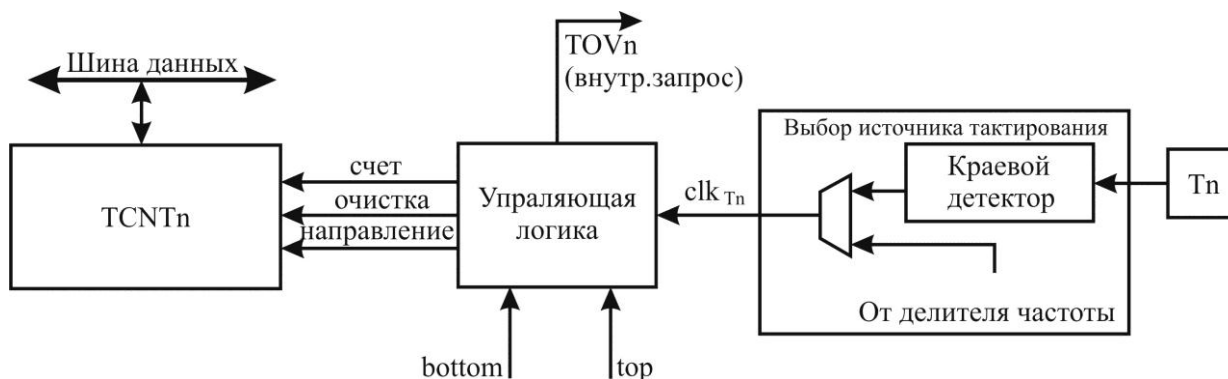 Шина данных
TCNTn
счет
очистка
направление
TOVn
(внутр.запрос)
Упраляющая
логика
bottom
top
clk Tn
Выбор источника тактирования
Краевой
детектор
От делителя частоты
Tn